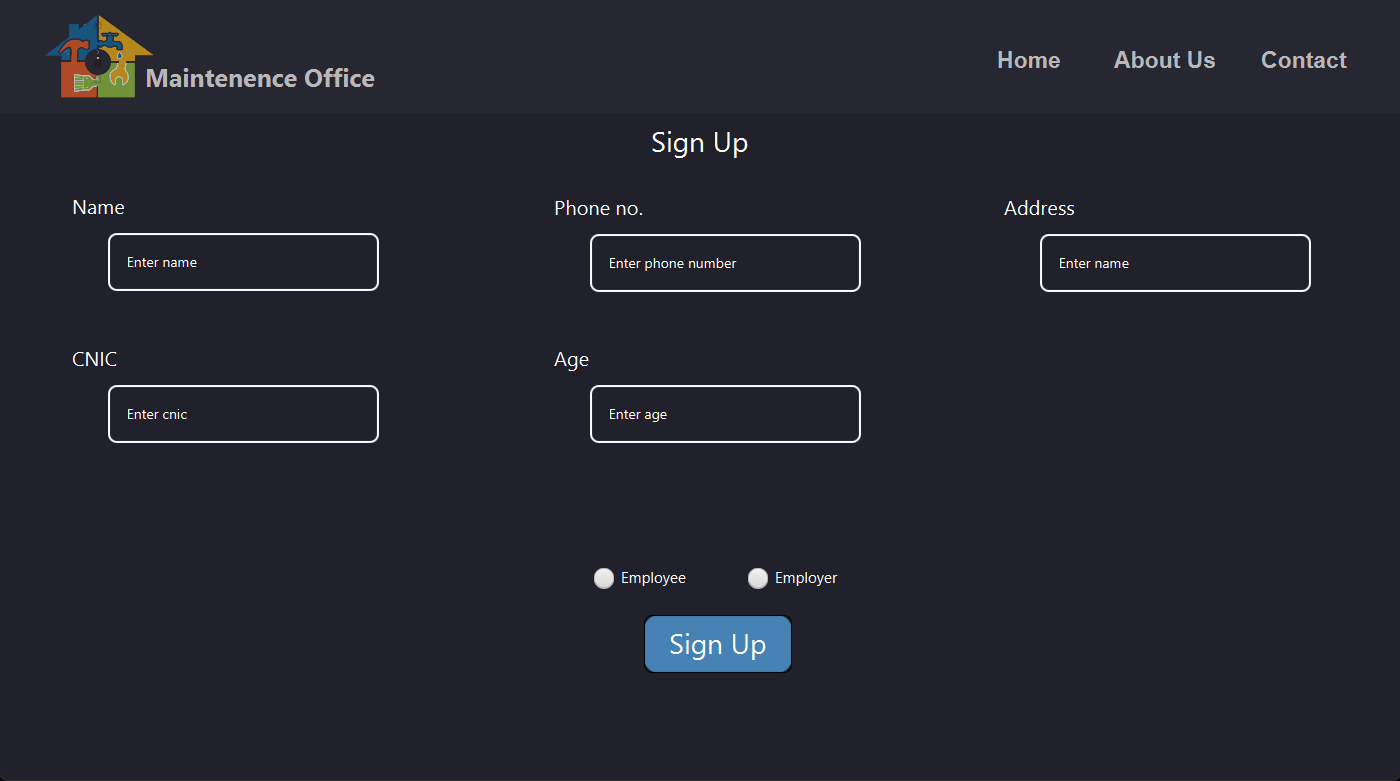 Maintenence Office
Home
About Us
Contact
Sign Up
Name
Phone no.
Address
Enter name
Enter phone number
Enter name
CNIC
Age
Enter cnic
Enter age
Employee
Employer
Sign Up